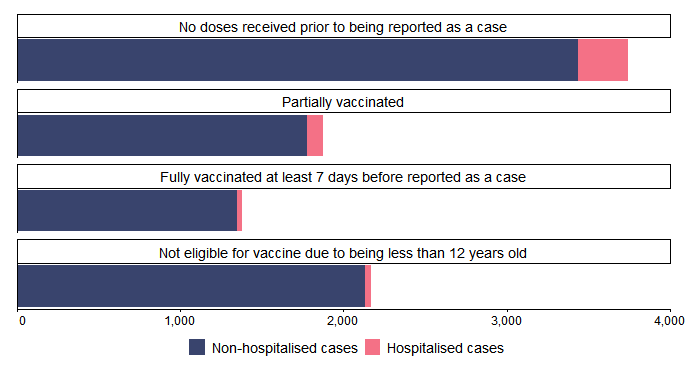 No doses received prior to being reported as a case
Partially vaccinated
Fully vaccinated at least 7 days before reported as a case
Not eligible for vaccine due to being less than 12 years old
0 1,000 2,000 3,000 4,000
Non-hospitalised cases Hospitalised cases